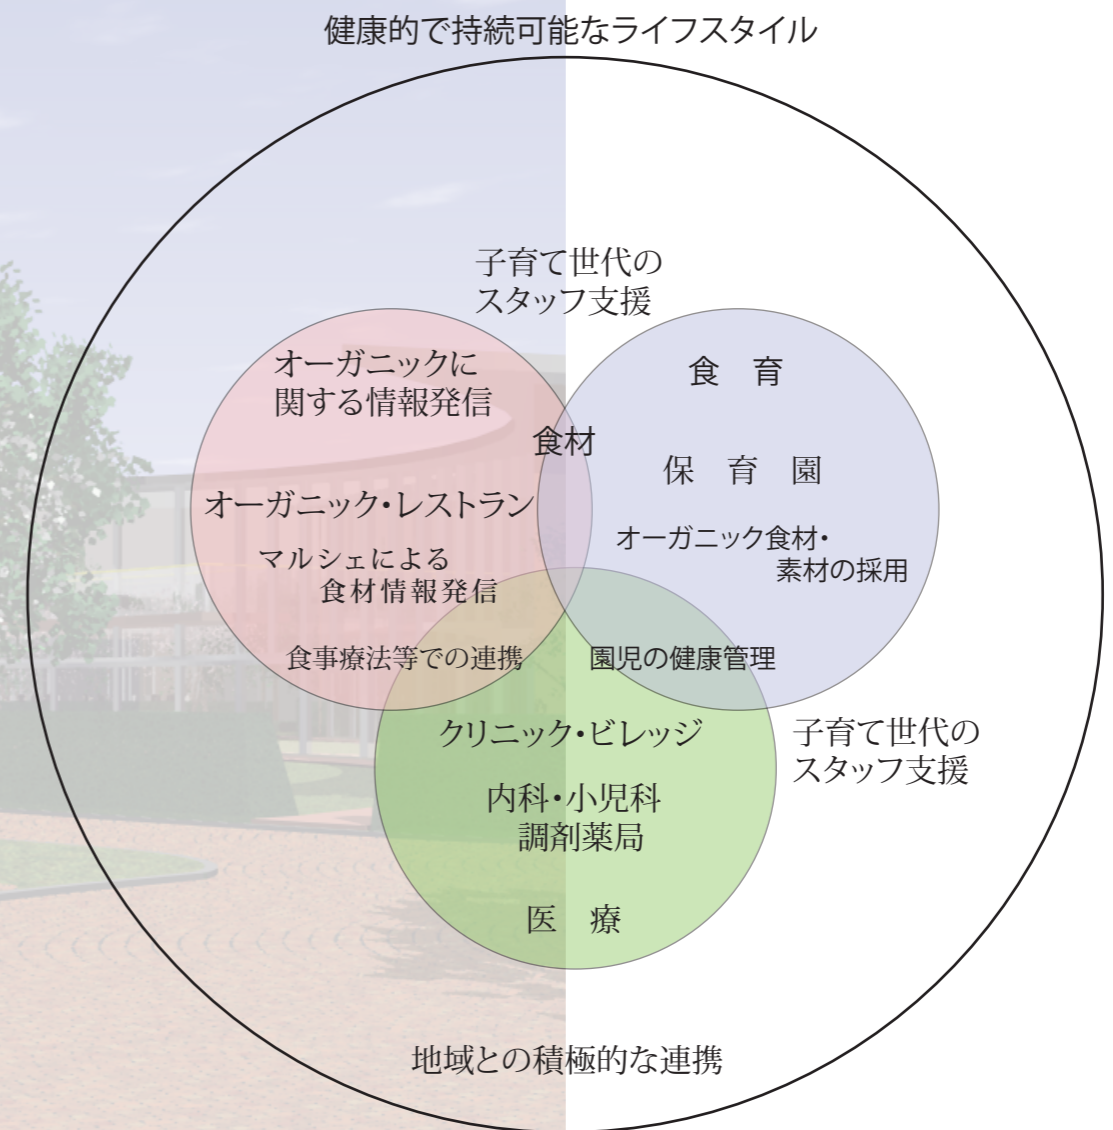 健康的で持続可能なライフスタイル
子育て世代の
スタッフ支援
オーガニックに
関する情報発信
食材
オーガニック・レストラン
マルシェによる
食材情報発信
食事療法等での連携
食　育
保　育　園
オーガニック食材・
素材の採用
園児の健康管理
クリニック・ビレッジ
内科・小児科
調剤薬局
医　療
子育て世代の
スタッフ支援
地域との積極的な連携